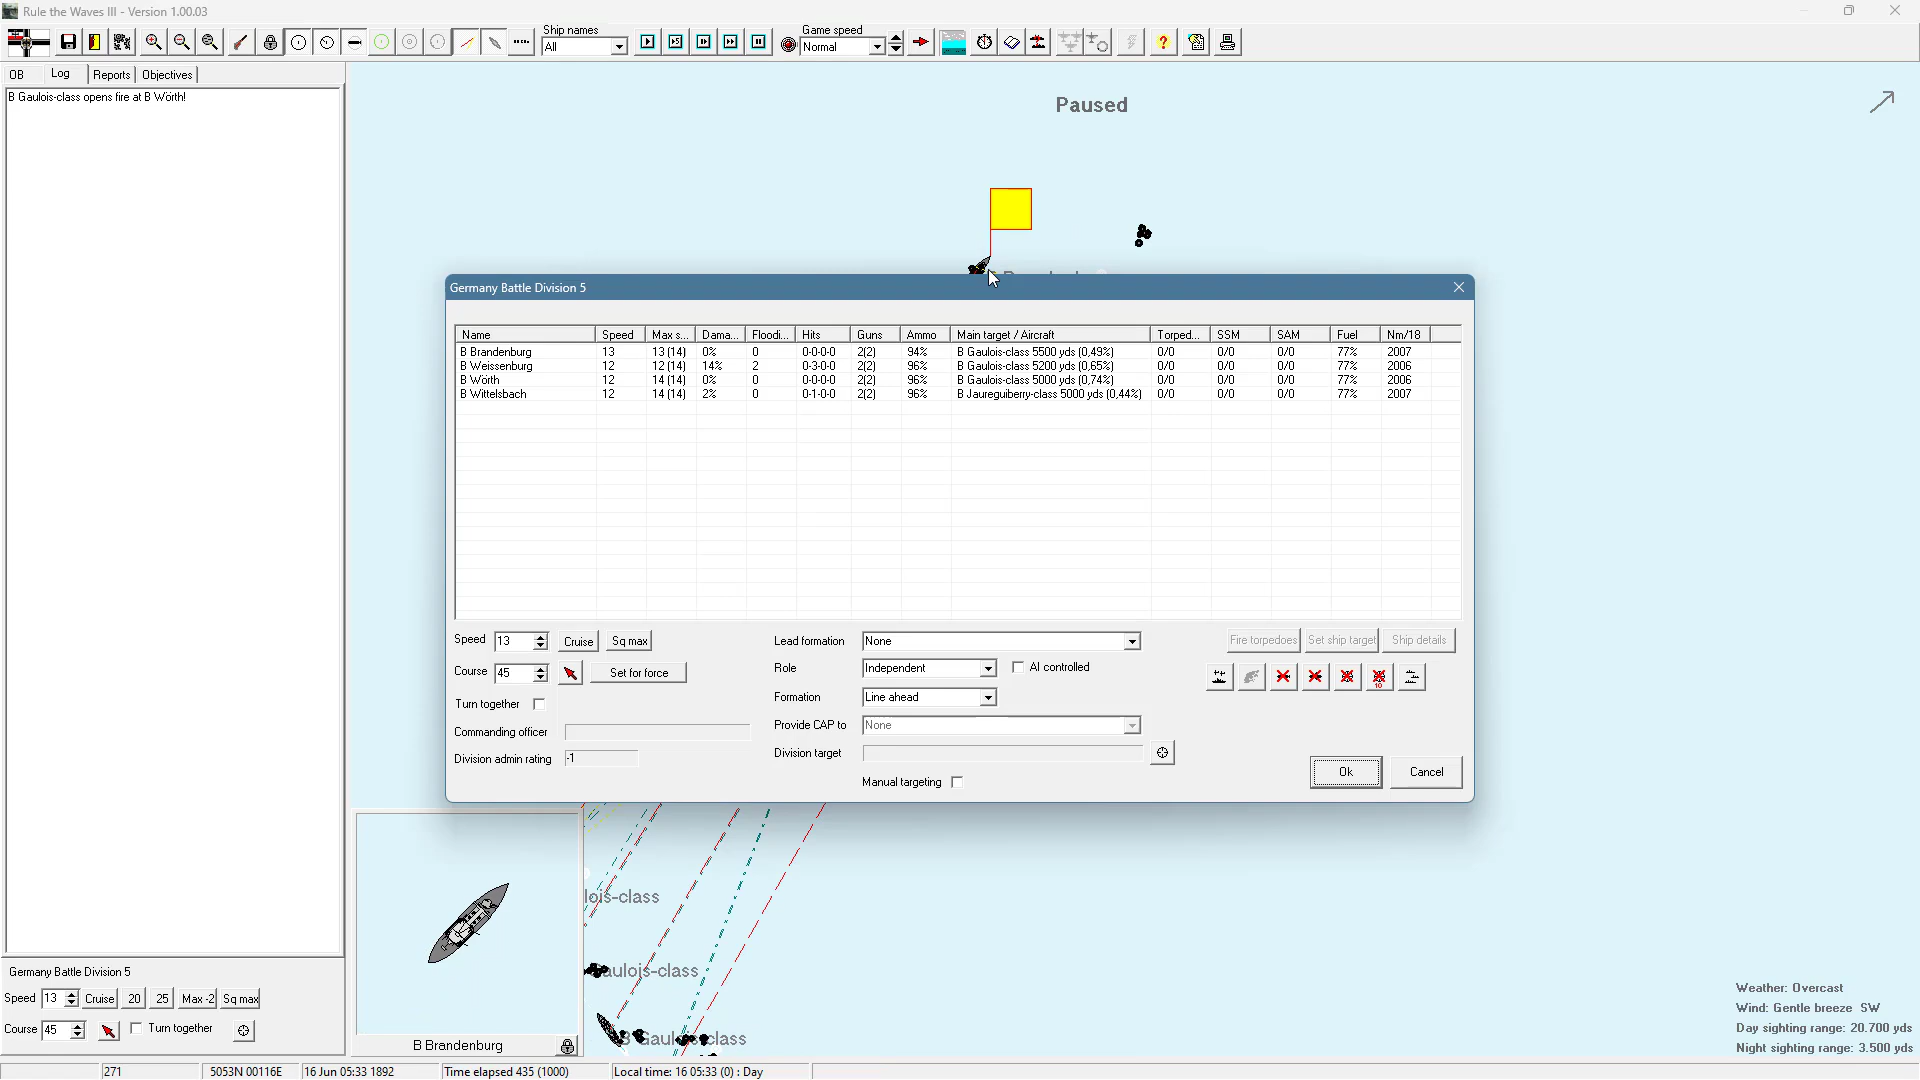 Rule the Waves III - Version 1.00.03
Ship names
All
Game speed
Normal
OB Log Reports Objectives
B Gaulois-class opens fire at B Wörth!
Paused
Germany Battle Division 5
Name Speed Max s... Dama... Floodi... Hits Guns Ammo Main target / Aircraft Torped... SSM SAM Fuel Nm/18
B Brandenburg 13 13 (14) 0% 0 0-0-0-0 2(2) 94% B Gaulois-class 5500 yds (0,49%) 0/0 0/0 0/0 77% 2007
B Weissenburg 12 12 (14) 14% 2 0-3-0-0 2(2) 96% B Gaulois-class 5200 yds (0,65%) 0/0 0/0 0/0 77% 2006
B Wörth 12 14 (14) 0% 0 0-0-0-0 2(2) 96% B Gaulois-class 5000 yds (0,74%) 0/0 0/0 0/0 77% 2006
B Wittelsbach 12 14 (14) 2% 0 0-1-0-0 2(2) 96% B Jaureguiberry-class 5000 yds (0,44%) 0/0 0/0 0/0 77% 2007
Speed 13 Cruise Sq max
Course 45 Set for force
Turn together
Commanding officer
Division admin rating -1
Lead formation None
Role Independent AI controlled
Formation Line ahead
Provide CAP to None
Division target
Manual targeting
Fire torpedoes Set ship target Ship details
10
Ok Cancel
lois-class
aulois-class
B Gaulois-class
Germany Battle Division 5
Speed 13 Cruise 20 25 Max -2 Sq max
Course 45 Turn together
B Brandenburg
Weather: Overcast
Wind: Gentle breeze SW
Day sighting range: 20.700 yds
Night sighting range: 3.500 yds
271 5053N 00116E 16 Jun 05:33 1892 Time elapsed 435 (1000) Local time: 16 05:33 (0) : Day